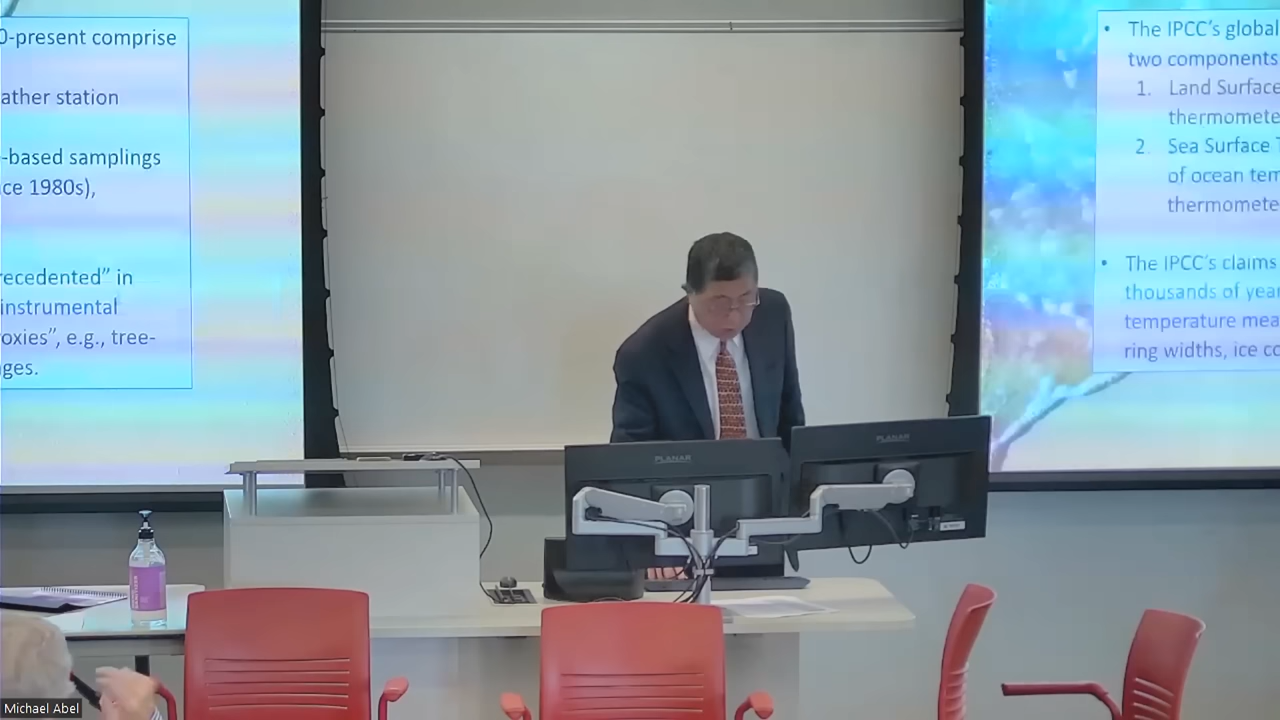 0-present comprise
ather station
-based samplings
ce 1980s),
recedented” in
instrumental
oxies”, e.g., tree-
ges.
• The IPCC’s global
two components
1. Land Surface
thermomete
2. Sea Surface T
of ocean tem
thermomete
• The IPCC’s claims
thousands of year
temperature mea
ring widths, ice co
PLANAR
PLANAR
Michael Abel